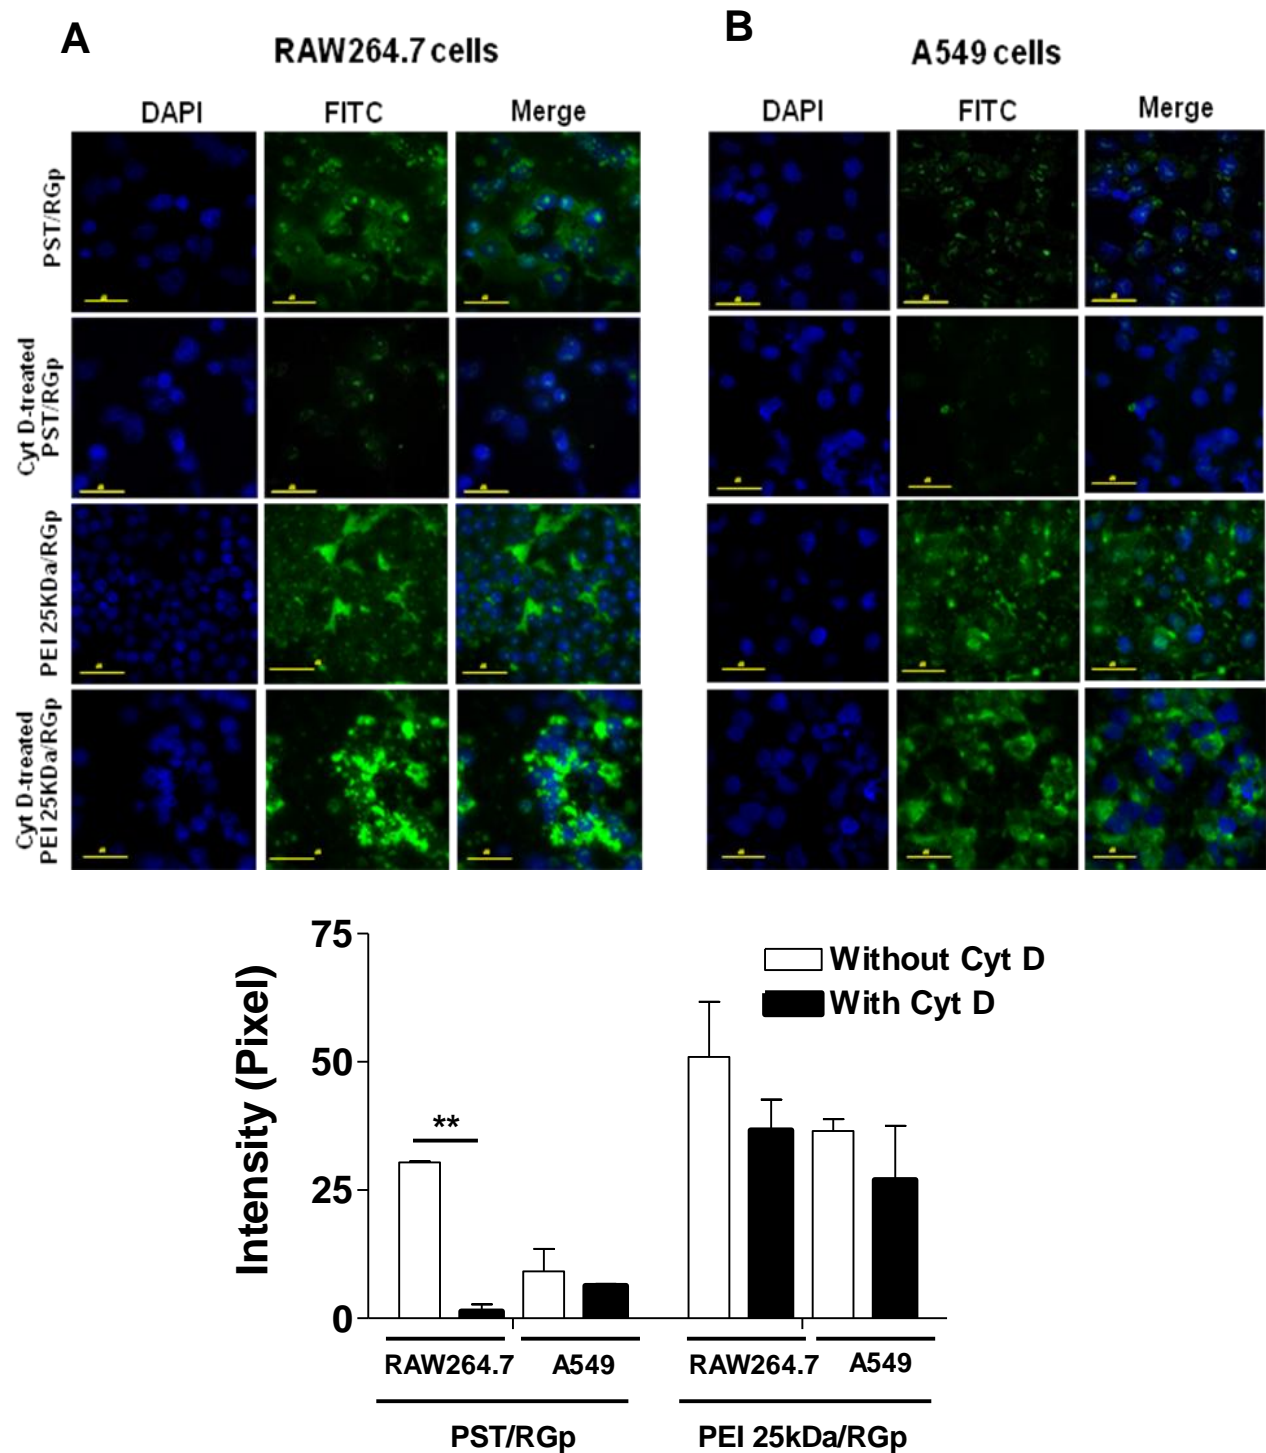 A
B
RAW264.7 cells
A549 cells
DAPI FITC Merge
DAPI FITC Merge
PST/RGp
Cyt D-treated
PST/RGp
PEI 25KDa/RGp
Cyt D-treated
PEI 25KDa/RGp
75
50
25
0
Intensity (Pixel)
Without Cyt D
With Cyt D
**
RAW264.7
A549
RAW264.7
A549
PST/RGp
PEI 25kDa/RGp